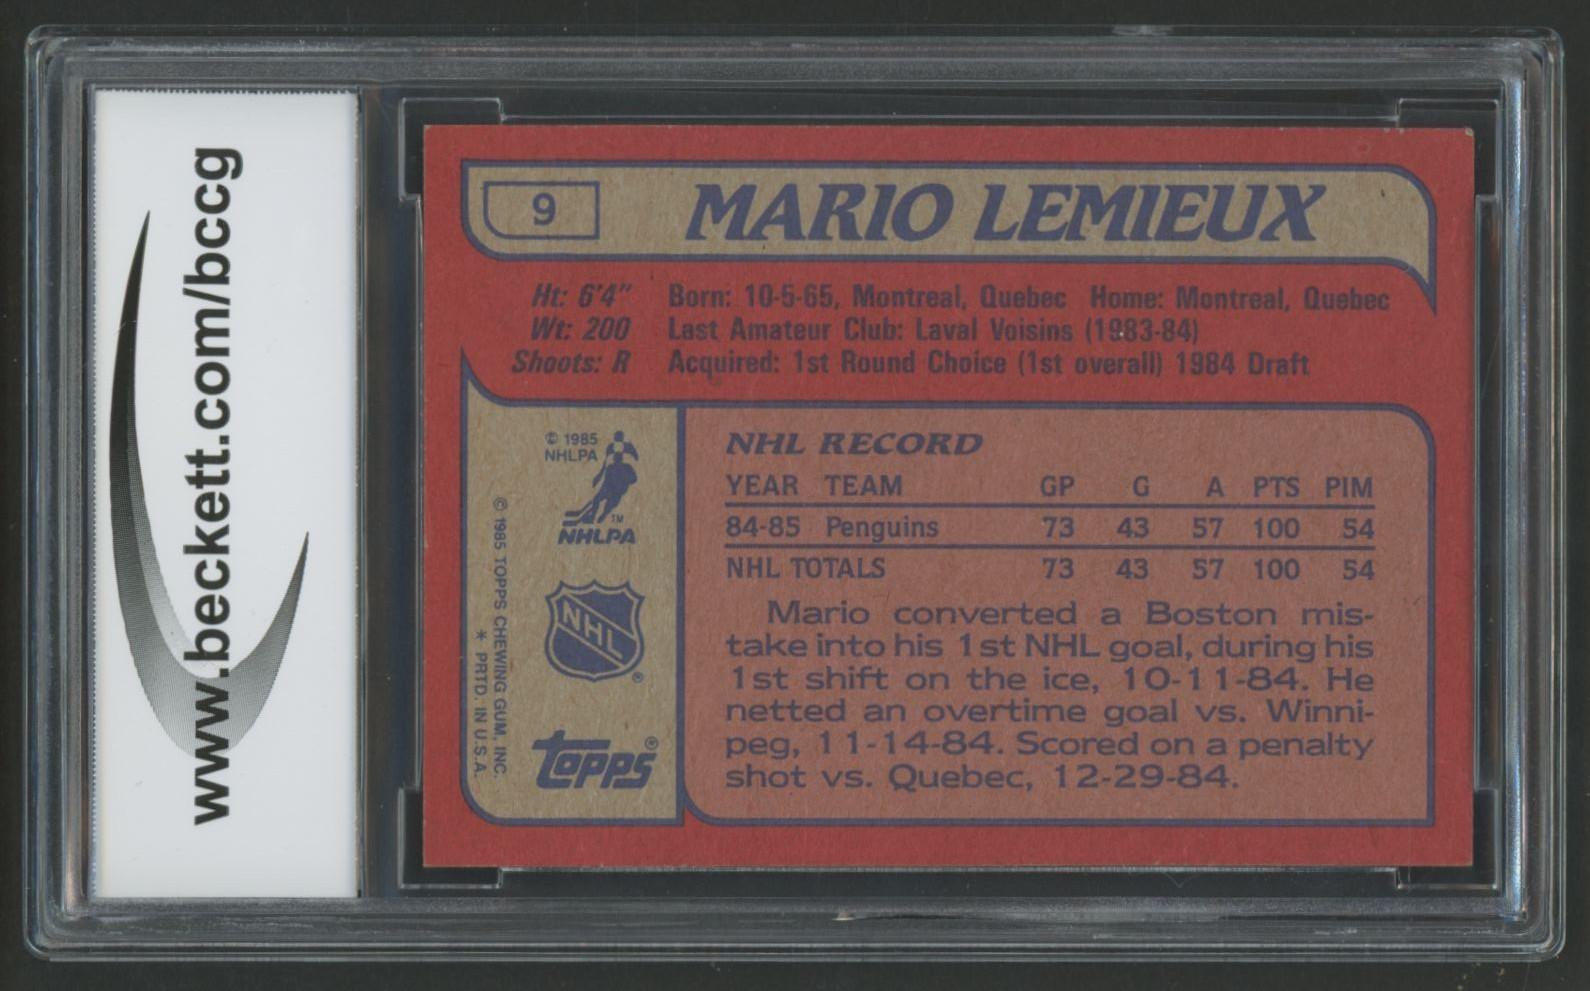 www.beckett.com/bccg
9
MARIO LEMIEUX
Ht: 6'4" Born: 10-5-65, Montreal, Quebec Home: Montreal, Quebec
Wt: 200 Last Amateur Club: Laval Voisins (1983-84)
Shoots: R Acquired: 1st Round Choice (1st overall) 1984 Draft
© 1985
NHLPA
TM
NHLPA
NHL
®
topps®
© 1985 TOPPS CHEWING GUM, INC.
* PRTD. IN U.S.A.
NHL RECORD
YEAR TEAM GP G A PTS PIM
84-85 Penguins 73 43 57 100 54
NHL TOTALS 73 43 57 100 54
Mario converted a Boston mis-
take into his 1st NHL goal, during his
1st shift on the ice, 10-11-84. He
netted an overtime goal vs. Winni-
peg, 11-14-84. Scored on a penalty
shot vs. Quebec, 12-29-84.